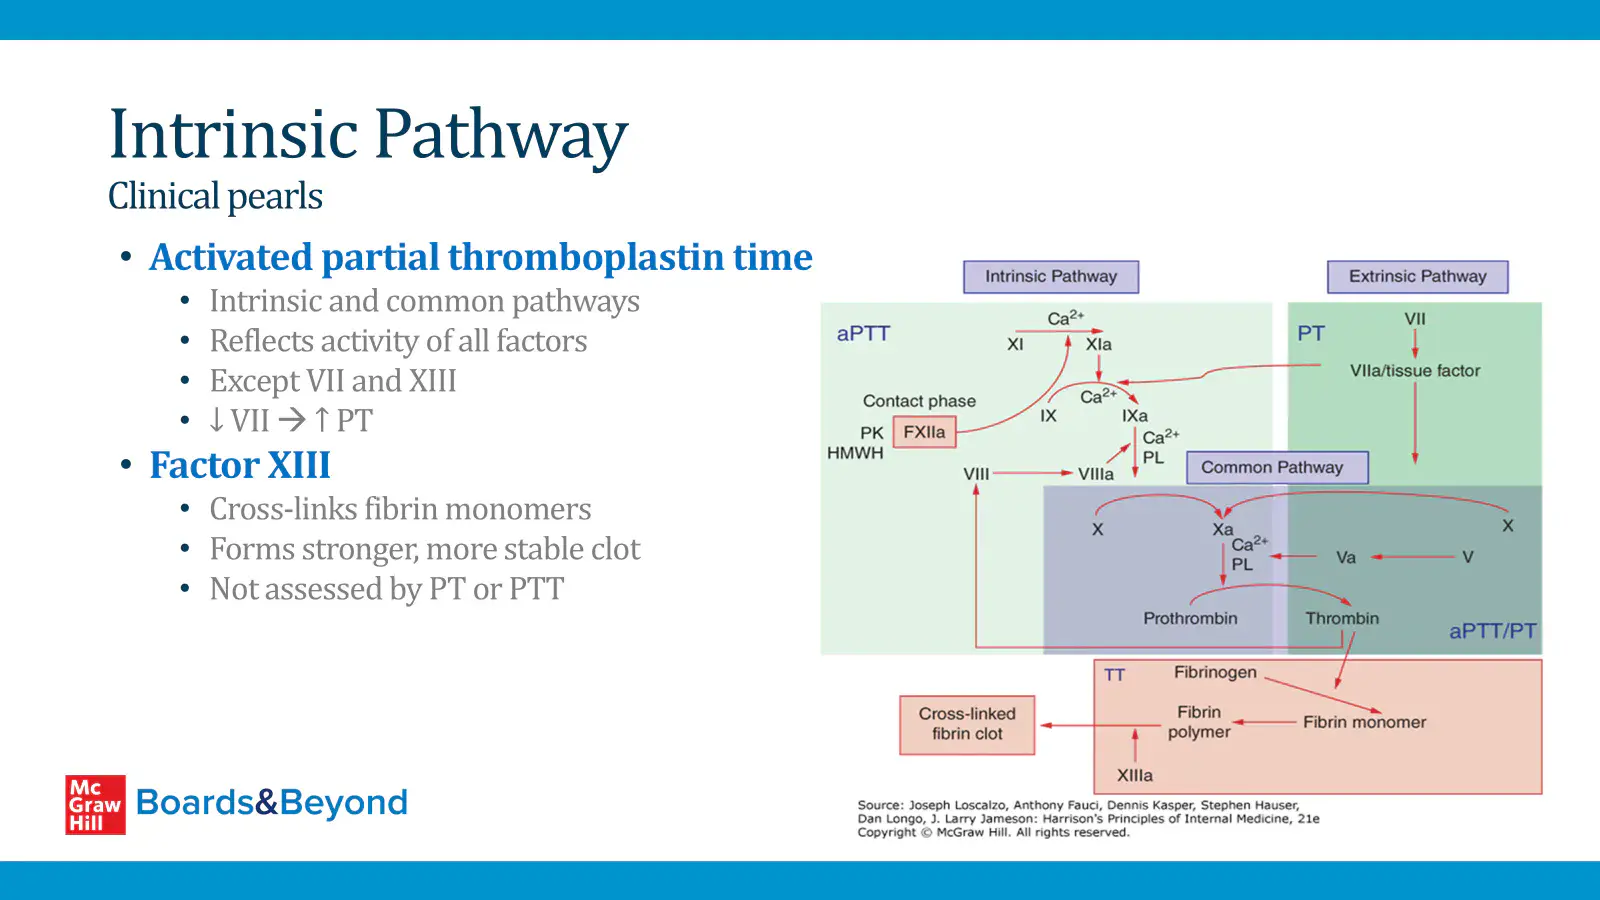 Intrinsic Pathway
Clinical pearls
• Activated partial thromboplastin time
• Intrinsic and common pathways
• Reflects activity of all factors
• Except VII and XIII
• ↓ VII → ↑ PT
• Factor XIII
• Cross-links fibrin monomers
• Forms stronger, more stable clot
• Not assessed by PT or PTT
Intrinsic Pathway
Extrinsic Pathway
aPTT
Ca2+
XI
XIa
PT
VII
VIIa/tissue factor
Ca2+
IX
IXa
Contact phase
PK
FXIIa
HMWH
Ca2+
PL
VIII
VIIIa
Common Pathway
X
Xa
X
Ca2+
PL
Va
V
Prothrombin
Thrombin
aPTT/PT
TT
Fibrinogen
Cross-linked
fibrin clot
Fibrin
polymer
Fibrin monomer
XIIIa
Mc
Graw
Hill
Boards&Beyond
Source: Joseph Loscalzo, Anthony Fauci, Dennis Kasper, Stephen Hauser,
Dan Longo, J. Larry Jameson: Harrison's Principles of Internal Medicine, 21e
Copyright © McGraw Hill. All rights reserved.